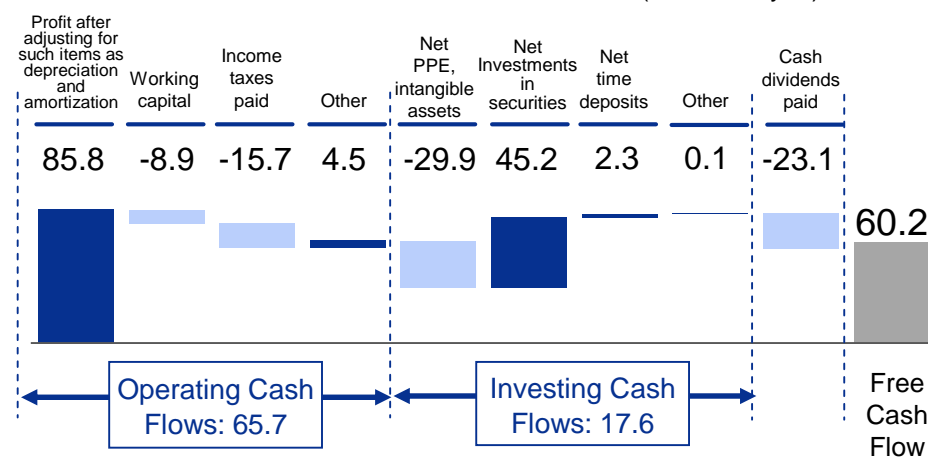 Profit after
adjusting for
such items as
depreciation
and
amortization
Working
capital
Income
taxes
paid
Other
Net
PPE,
intangible
assets
Net
Investments
in
securities
Net
time
deposits
Other
Cash
dividends
paid
85.8
-8.9
-15.7
4.5
-29.9
45.2
2.3
0.1
-23.1
60.2
Operating Cash
Flows: 65.7
Investing Cash
Flows: 17.6
Free
Cash
Flow